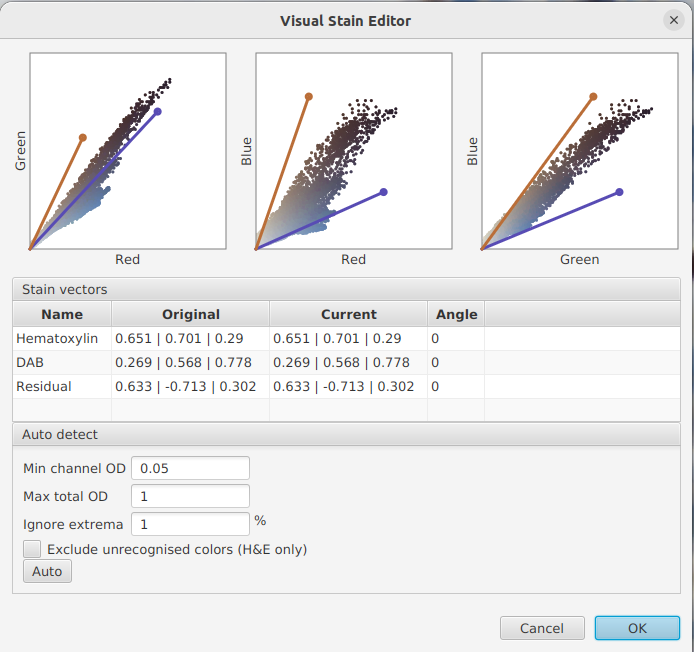 Visual Stain Editor
Green
Red
Blue
Red
Blue
Green
Stain vectors
Name Original Current Angle
Hematoxylin 0.651 | 0.701 | 0.29 0.651 | 0.701 | 0.29 0
DAB 0.269 | 0.568 | 0.778 0.269 | 0.568 | 0.778 0
Residual 0.633 | -0.713 | 0.302 0.633 | -0.713 | 0.302 0
Auto detect
Min channel OD 0.05
Max total OD 1
Ignore extrema 1 %
Exclude unrecognised colors (H&E only)
Auto
Cancel OK